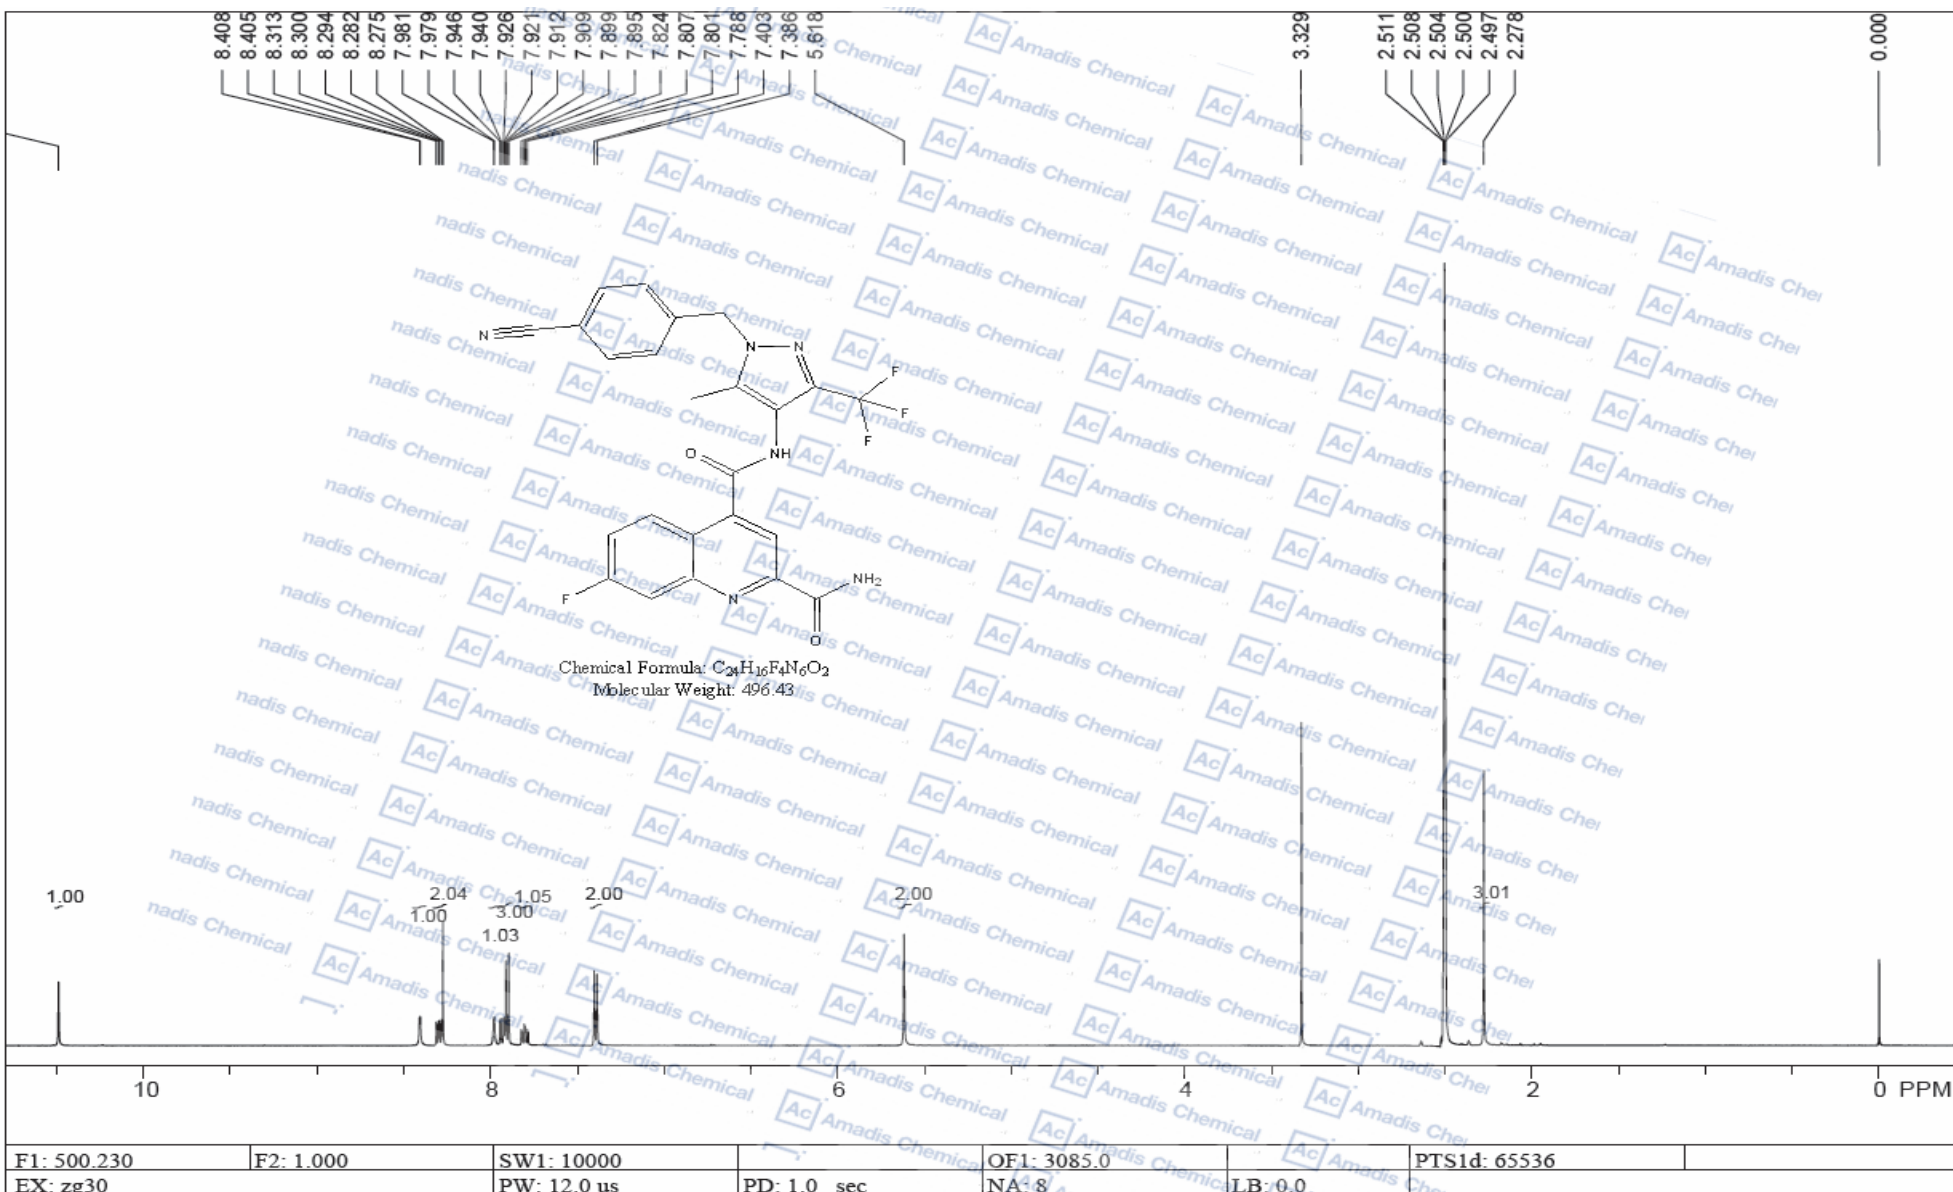 8.408
8.405
8.313
8.300
8.294
8.282
8.275
7.981
7.979
7.946
7.940
7.926
7.921
7.912
7.909
7.899
7.895
7.824
7.807
7.801
7.788
7.403
7.386
5.618
3.329
2.511
2.508
2.504
2.500
2.497
2.278
0.000
Ac Amadis Chemical
N
N N
F
F
F
O NH
NH₂
F N
O
Chemical Formula: C₂₄H₁₆F₄N₆O₂
Molecular Weight: 496.43
1.00 2.04 1.05 2.00 2.00 3.01
1.00 3.00
1.03
10 8 6 4 2 0 PPM
F1: 500.230 F2: 1.000 SW1: 10000 OF1: 3085.0 PTS1d: 65536
EX: zg30 PW: 12.0 us PD: 1.0 sec NA: 8 LB: 0.0